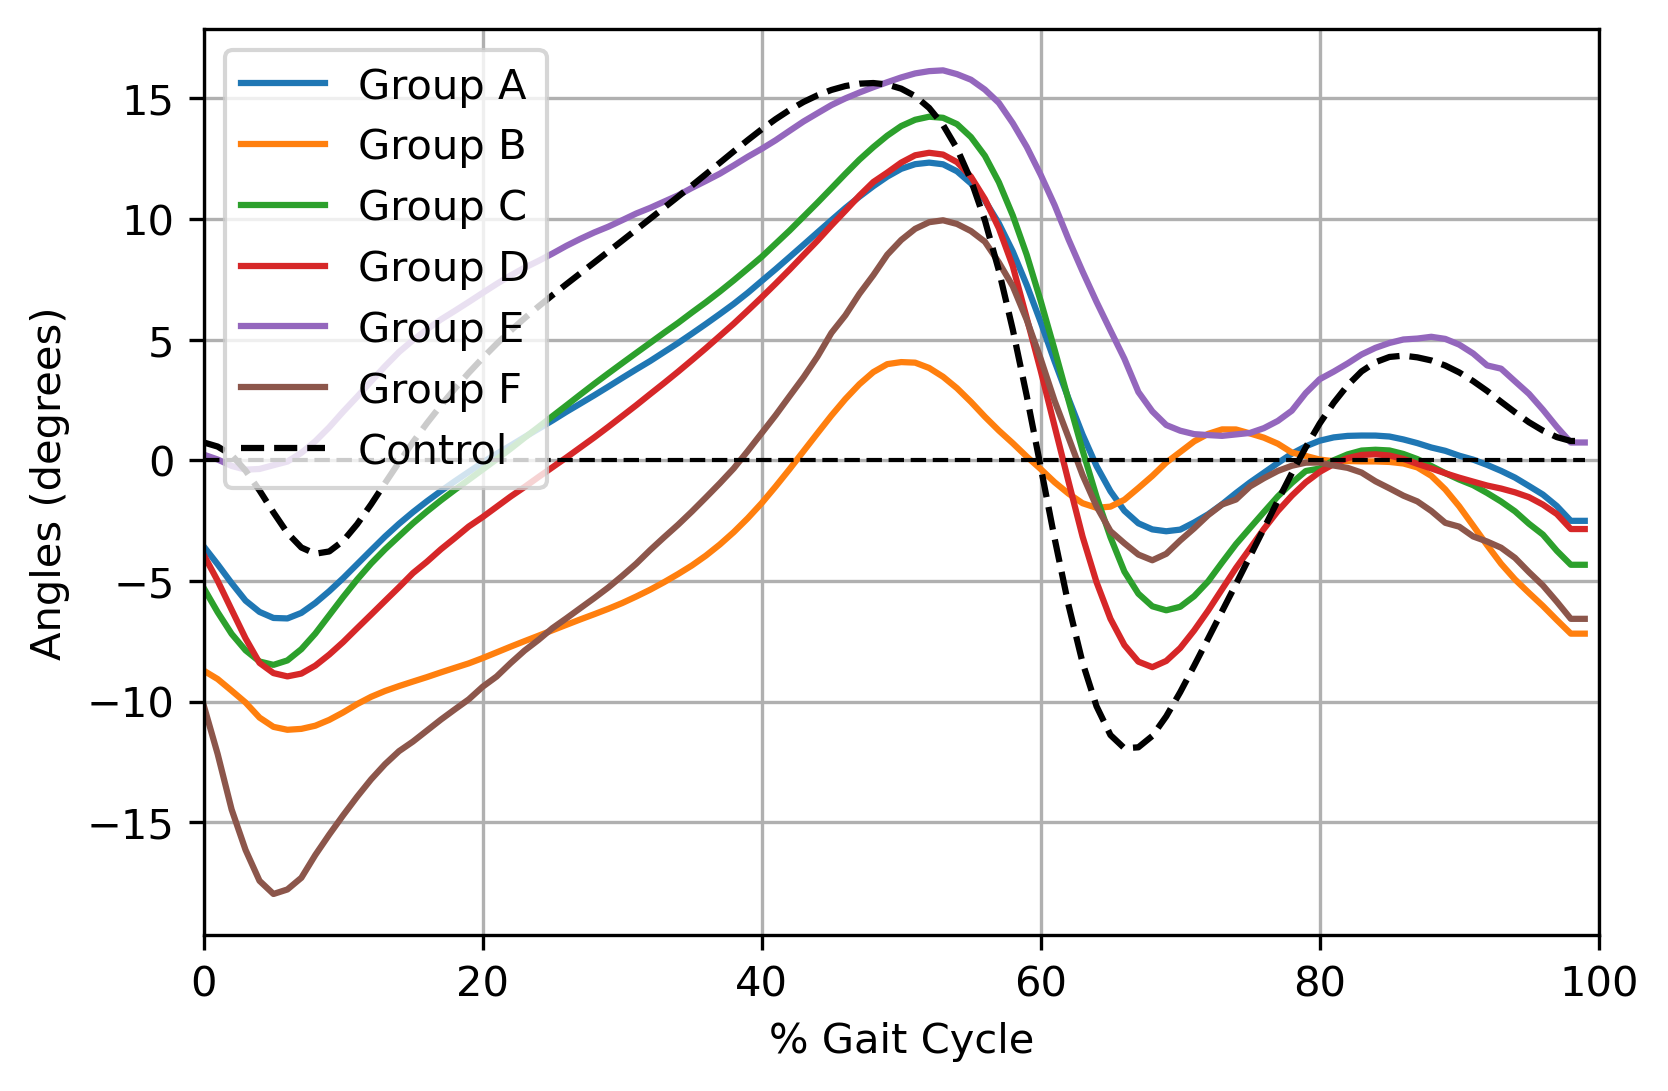 Group A
Group B
Group C
Group D
Group E
Group F
Control
15
10
5
0
−5
−10
−15
Angles (degrees)
0 20 40 60 80 100
% Gait Cycle